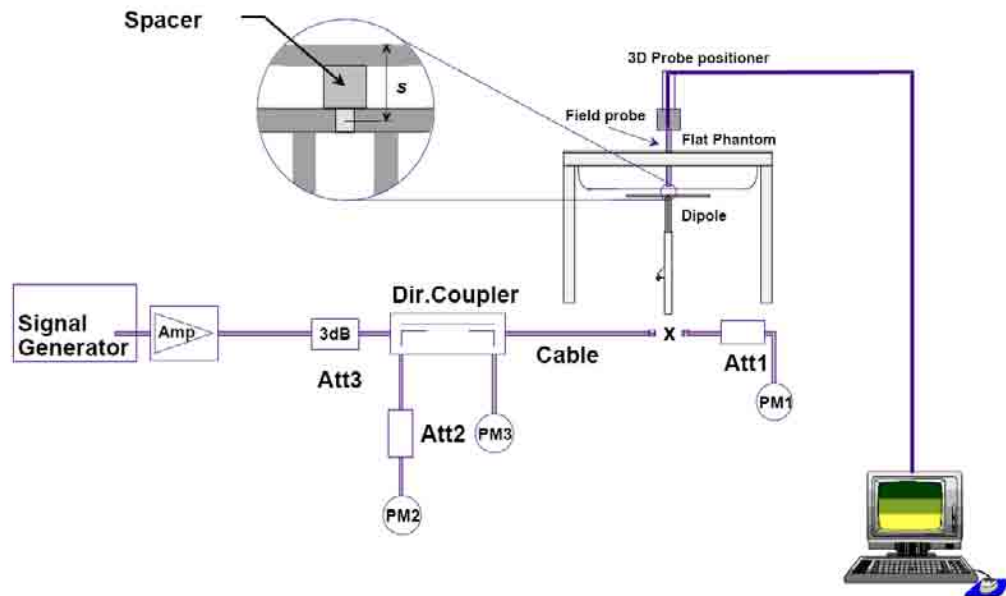 Spacer
s
3D Probe positioner
Field probe
Flat Phantom
Dipole
Signal
Generator
Amp
3dB
Att3
Dir.Coupler
Cable
X
Att1
PM1
Att2
PM3
PM2